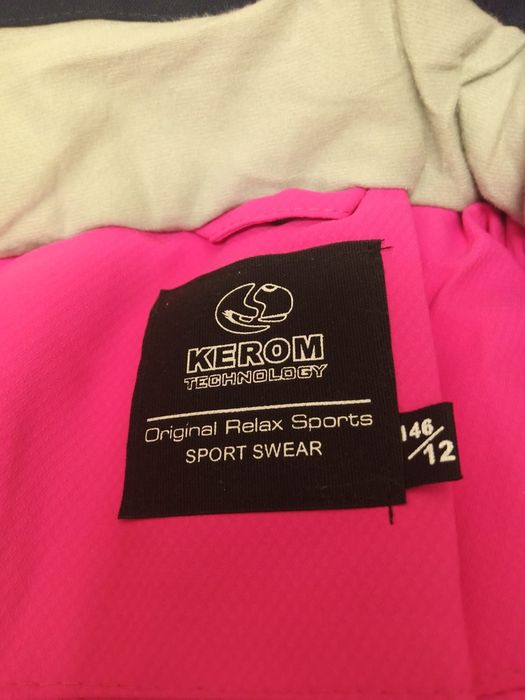 KEROM
TECHNOLOGY
Original Relax Sports
SPORT SWEAR
146/12